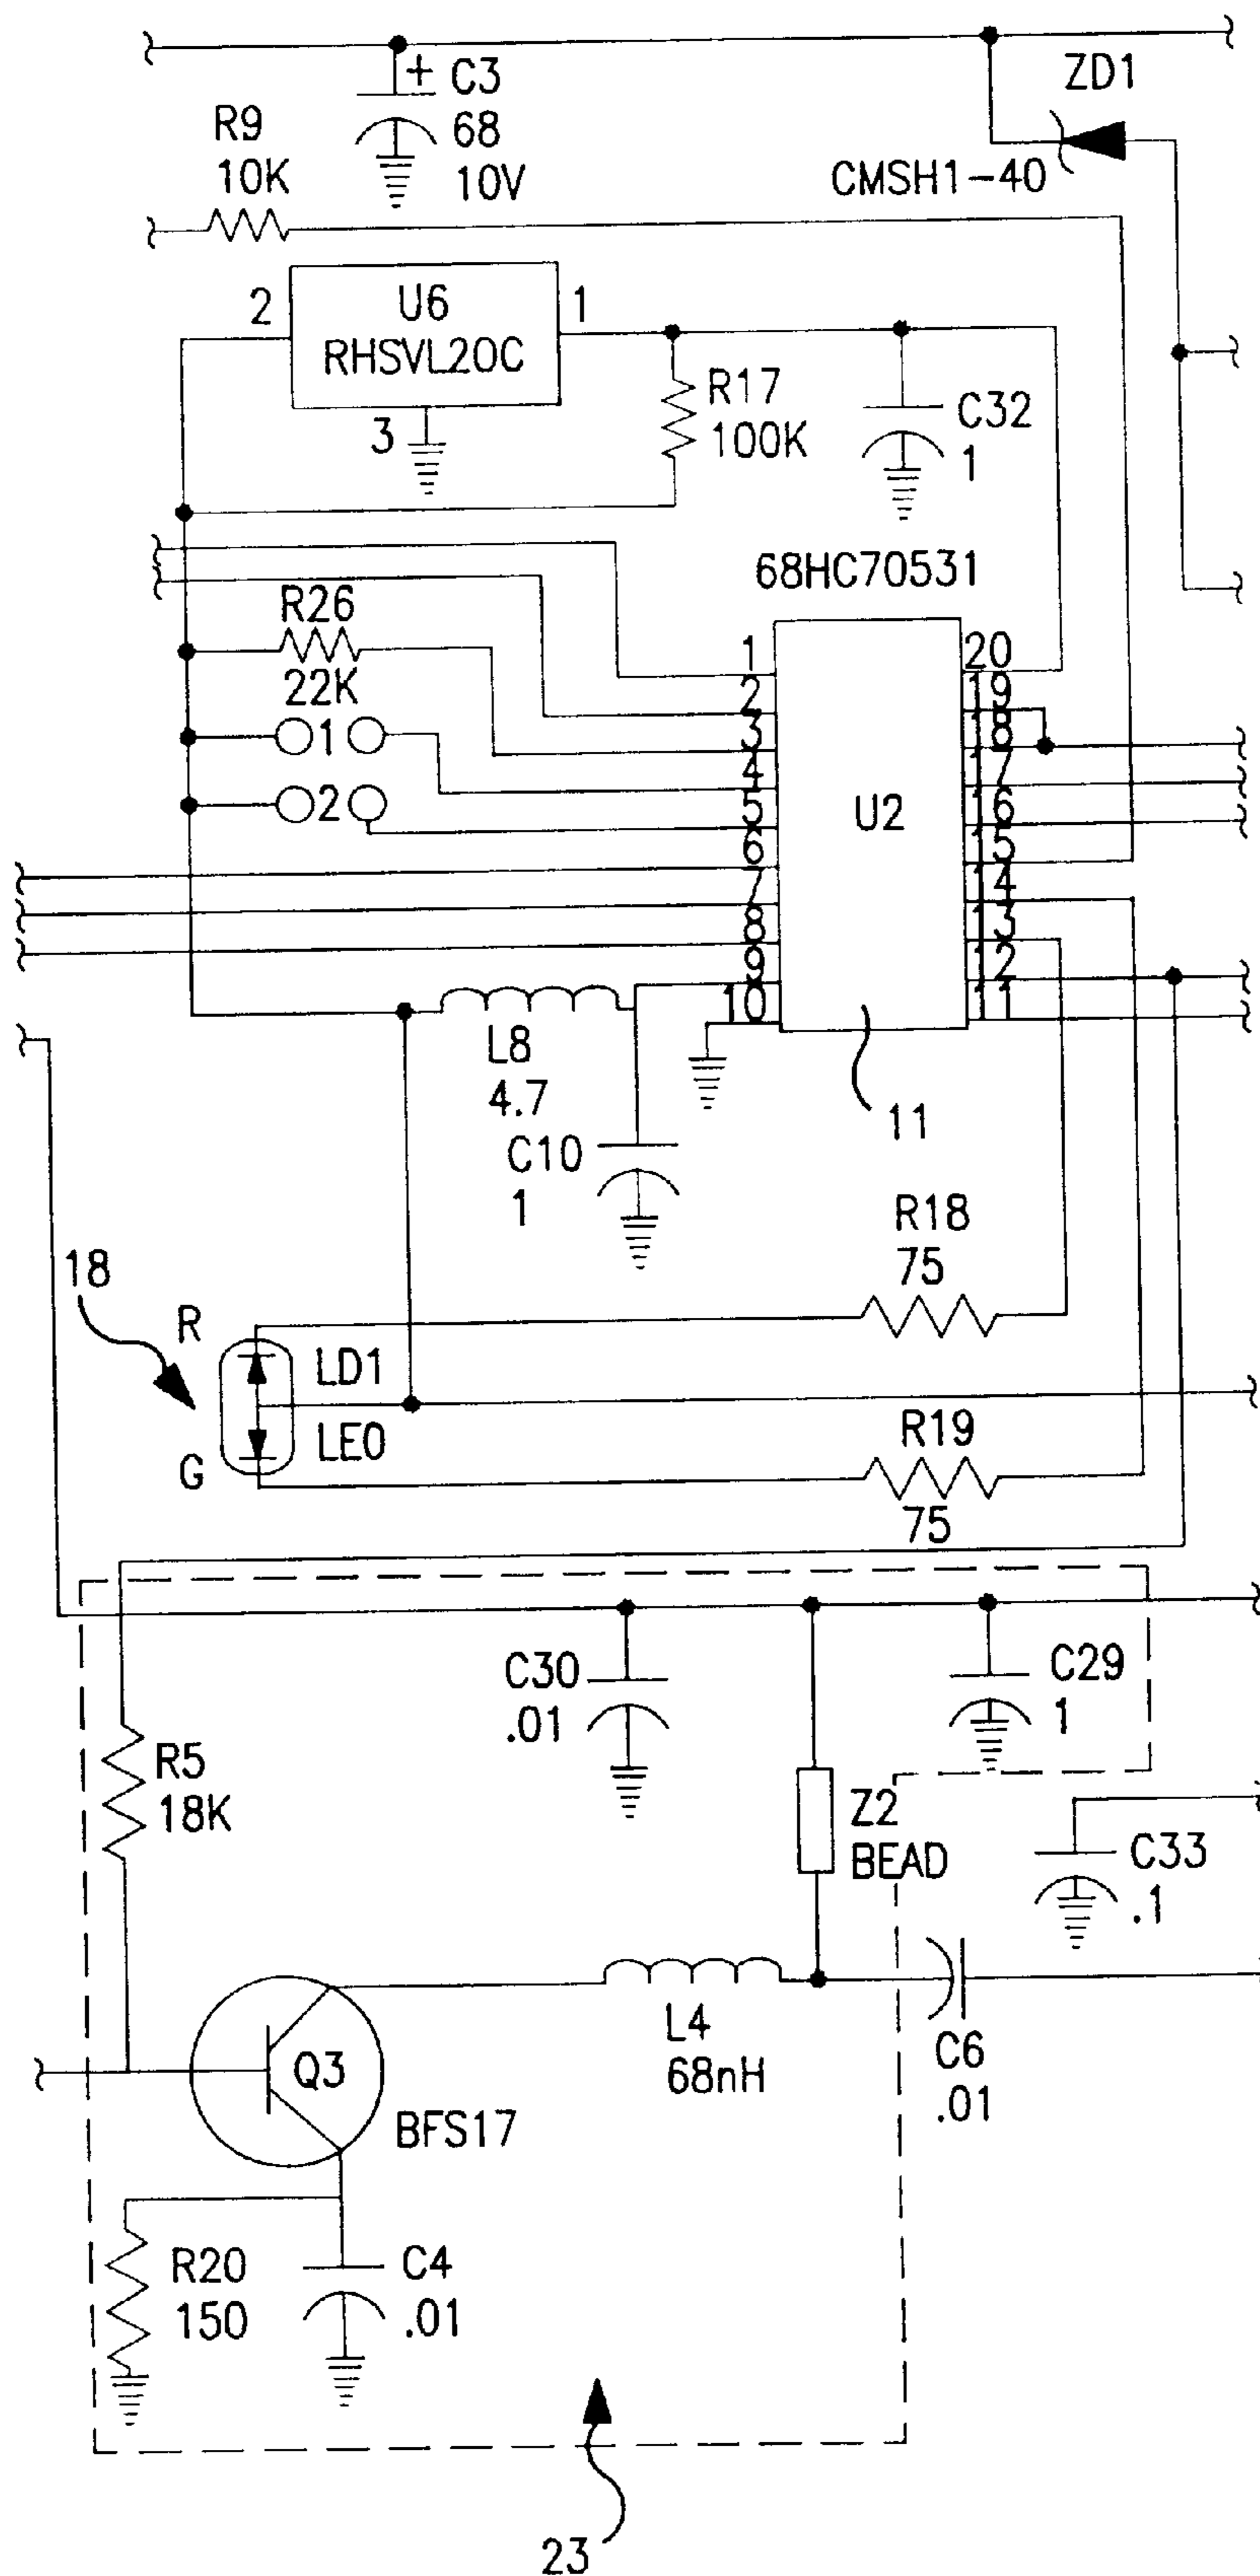 C3
+
68
10V
ZD1
CMSH1-40
R9
10K
2
U6
RHSVL20C
1
3
R17
100K
C32
1
68HC70531
R26
22K
1
2
1
2
3
4
5
6
7
8
9
10
U2
20
19
18
17
16
15
14
13
12
11
11
L8
4.7
C10
1
R18
75
18
R
LD1
LE0
G
R19
75
C30
.01
C29
1
R5
18K
Z2
BEAD
C33
.1
L4
68nH
C6
.01
Q3
BFS17
R20
150
C4
.01
23